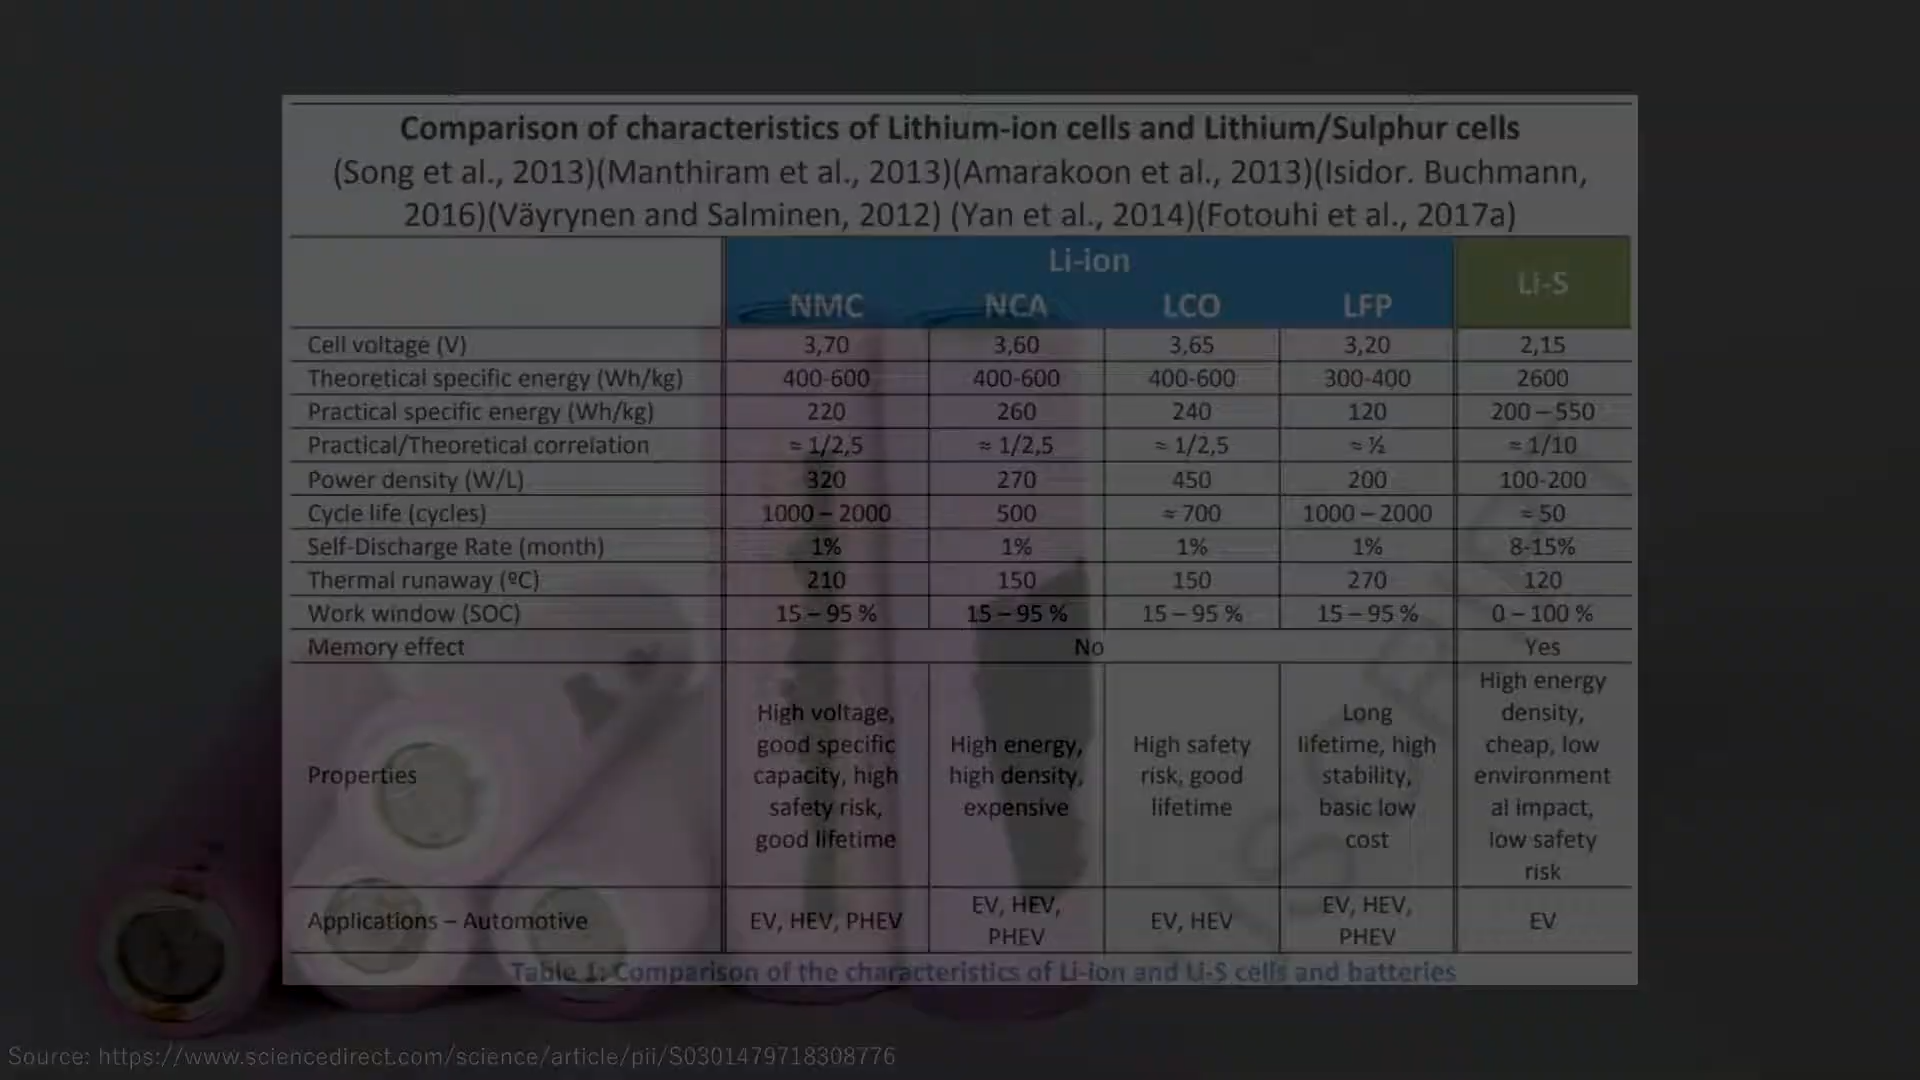 Comparison of characteristics of Lithium-ion cells and Lithium/Sulphur cells
(Song et al., 2013)(Manthiram et al., 2013)(Amarakoon et al., 2013)(Isidor. Buchmann,
2016)(Väyrynen and Salminen, 2012) (Yan et al., 2014)(Fotouhi et al., 2017a)
Li-ion Li-S
NMC NCA LCO LFP
Cell voltage (V) 3,70 3,60 3,65 3,20 2,15
Theoretical specific energy (Wh/kg) 400-600 400-600 400-600 300-400 2600
Practical specific energy (Wh/kg) 220 260 240 120 200 – 550
Practical/Theoretical correlation ≈ 1/2,5 ≈ 1/2,5 ≈ 1/2,5 ≈ ½ ≈ 1/10
Power density (W/L) 320 270 450 200 100-200
Cycle life (cycles) 1000 – 2000 500 ≈ 700 1000 – 2000 ≈ 50
Self-Discharge Rate (month) 1% 1% 1% 1% 8-15%
Thermal runaway (ºC) 210 150 150 270 120
Work window (SOC) 15 – 95 % 15 – 95 % 15 – 95 % 15 – 95 % 0 – 100 %
Memory effect No Yes
Properties
High voltage,
good specific
capacity, high
safety risk,
good lifetime
High energy,
high density,
expensive
High safety
risk, good
lifetime
Long
lifetime, high
stability,
basic low
cost
High energy
density,
cheap, low
environment
al impact,
low safety
risk
Applications – Automotive
EV, HEV, PHEV
EV, HEV,
PHEV
EV, HEV
EV, HEV,
PHEV
EV
Table 1: Comparison of the characteristics of Li-ion and Li-S cells and batteries
Source: https://www.sciencedirect.com/science/article/pii/S0301479718308776